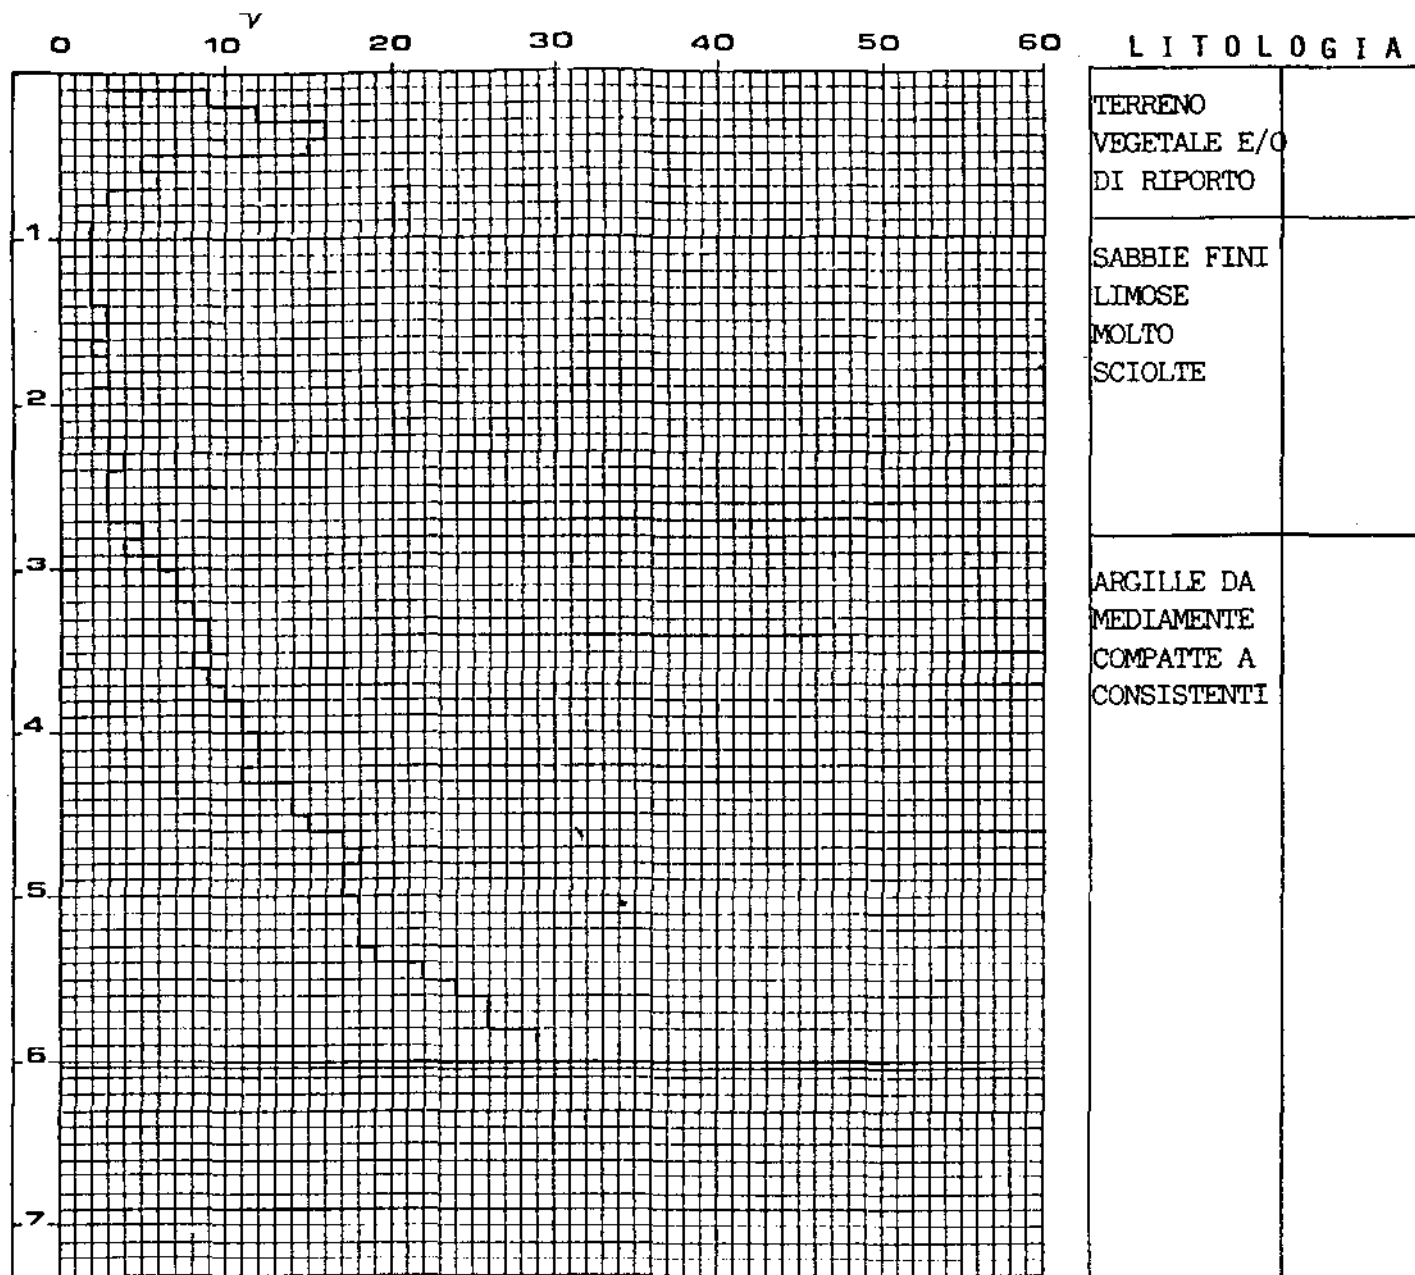 0 10 20 30 40 50 60 LITOLOGIA
TERRENO
VEGETALE E/O
DI RIPORTO
.1
SABBIE FINI
LIMOSE
MOLTO
SCIOLTE
.2
.3
ARGILLE DA
MEDIAMENTE
COMPATTE A
CONSISTENTI
.4
.5
.6
.7